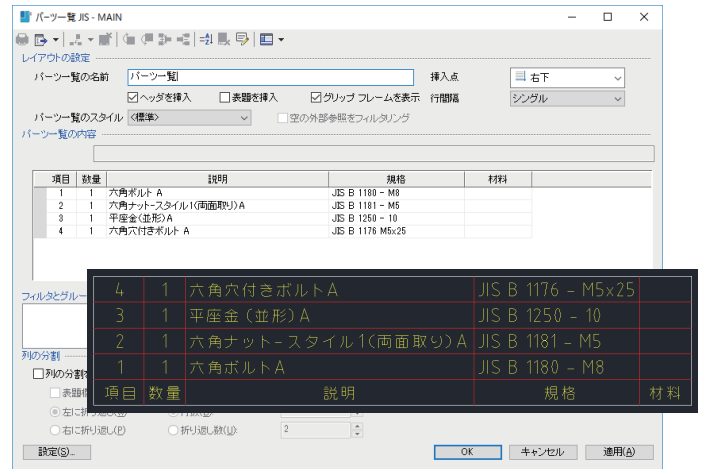 パーツ一覧 JIS - MAIN
レイアウトの設定
パーツ一覧の名前 パーツ一覧 挿入点 右下
ヘッダを挿入 表題を挿入 グリップ フレームを表示 行間隔 シングル
パーツ一覧のスタイル <標準> 空の外部参照をフィルタリング
パーツ一覧の内容
項目 数量 説明 規格 材料
1 1 六角ボルト A JIS B 1180 - M8
2 1 六角ナット-スタイル1(両面取り)A JIS B 1181 - M5
3 1 平座金(並形)A JIS B 1250 - 10
4 1 六角穴付きボルト A JIS B 1176 M5x25
フィルタとグルー
4 1 六角穴付きボルトA JIS B 1176 - M5x25
3 1 平座金(並形)A JIS B 1250 - 10
2 1 六角ナット-スタイル1(両面取り)A JIS B 1181 - M5
1 1 六角ボルトA JIS B 1180 - M8
項目 数量 説明 規格 材料
列の分割
列の分割
表題
左に折り返し(W)
右に折り返し(P) 折り返し数(U): 2
設定(S)... OK キャンセル 適用(A)